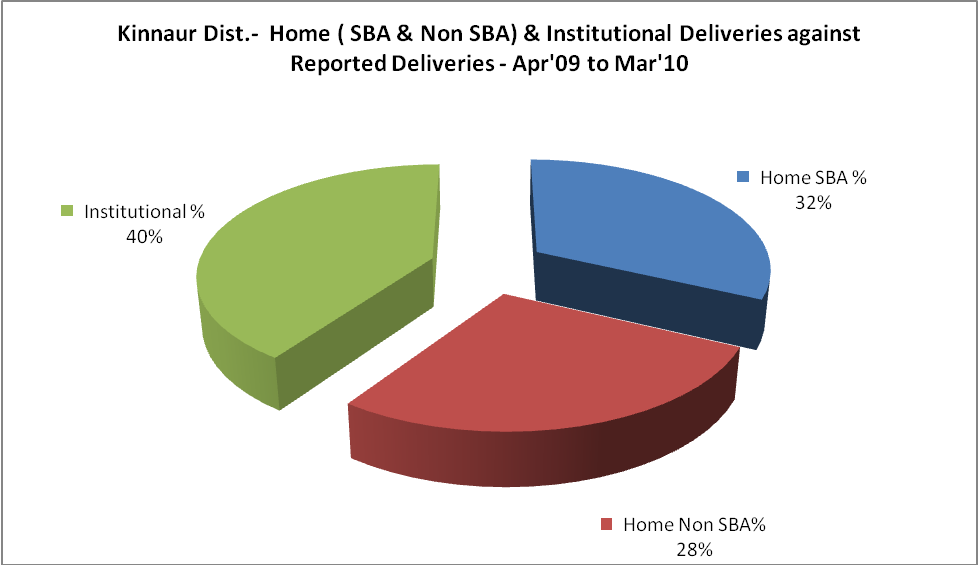 Kinnaur Dist.-  Home ( SBA & Non SBA) & Institutional Deliveries against
Reported Deliveries - Apr'09 to Mar'10
Home SBA %
32%
Institutional %
40%
Home Non SBA%
28%